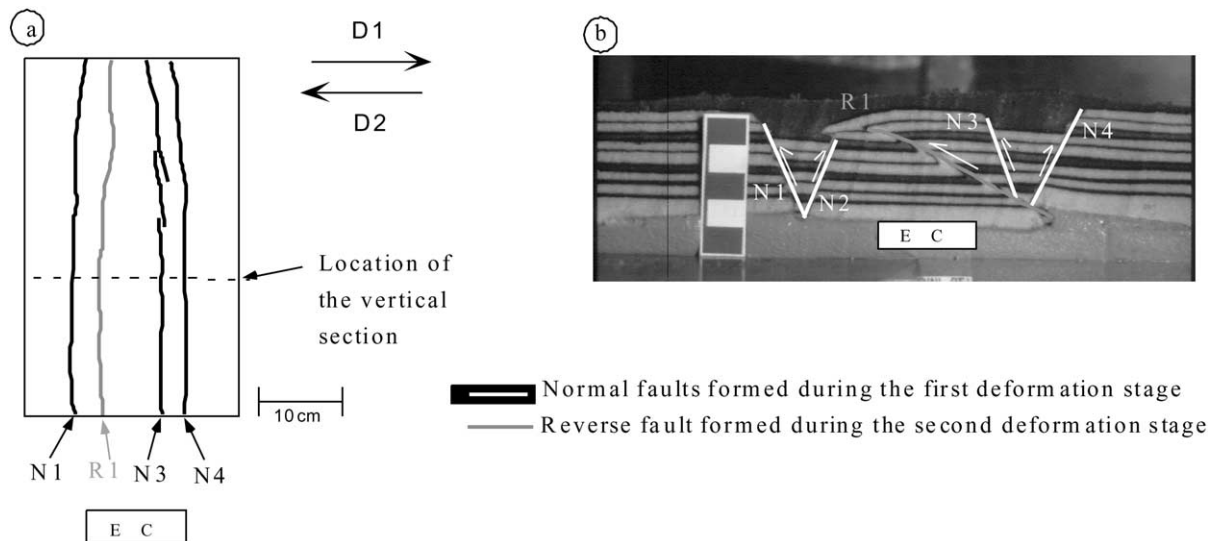 a
D1
D2
Location of
the vertical
section
10 cm
N1
R1
N3
N4
E C
b
R1
N3
N4
N1
N2
E C
Normal faults formed during the first deformation stage
Reverse fault formed during the second deformation stage